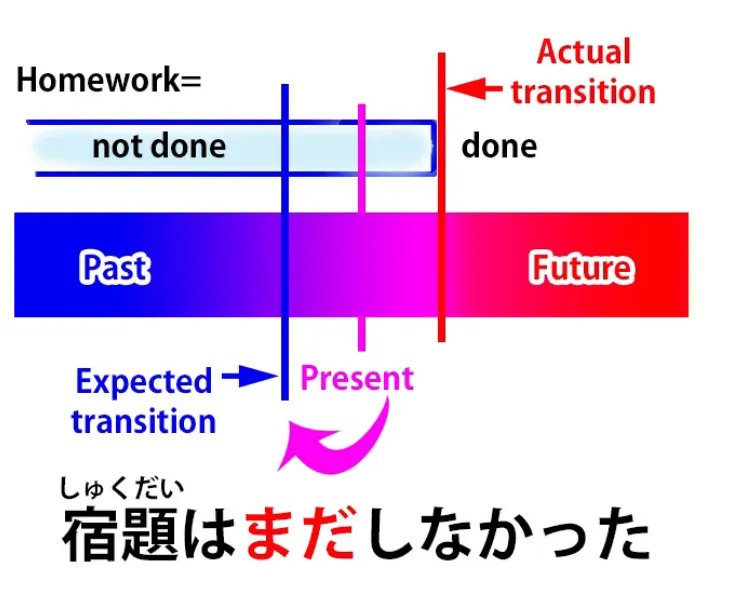 Actual
transition
Homework=
not done
done
Past
Future
Expected
transition
Present
しゅくだい
宿題はまだしなかった